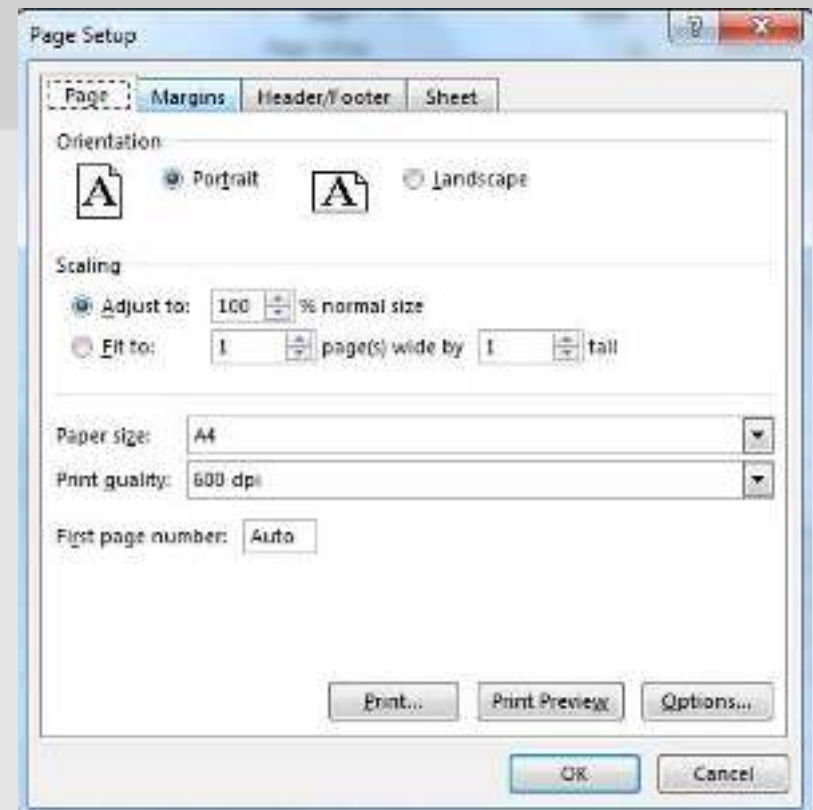 Page Setup
Page Margins Header/Footer Sheet
Orientation
A Portrait A Landscape
Scaling
Adjust to: 100 % normal size
Fit to: 1 page(s) wide by 1 tall
Paper size: A4
Print quality: 600 dpi
First page number: Auto
Print... Print Preview Options...
OK Cancel